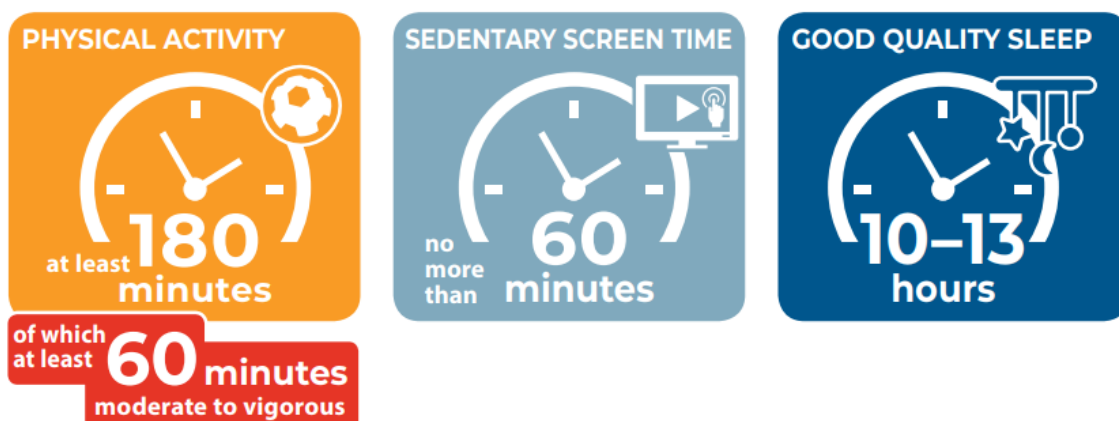 PHYSICAL ACTIVITY
at least 180
minutes
of which
at least 60 minutes
moderate to vigorous
SEDENTARY SCREEN TIME
no
more
than
60
minutes
GOOD QUALITY SLEEP
10–13
hours